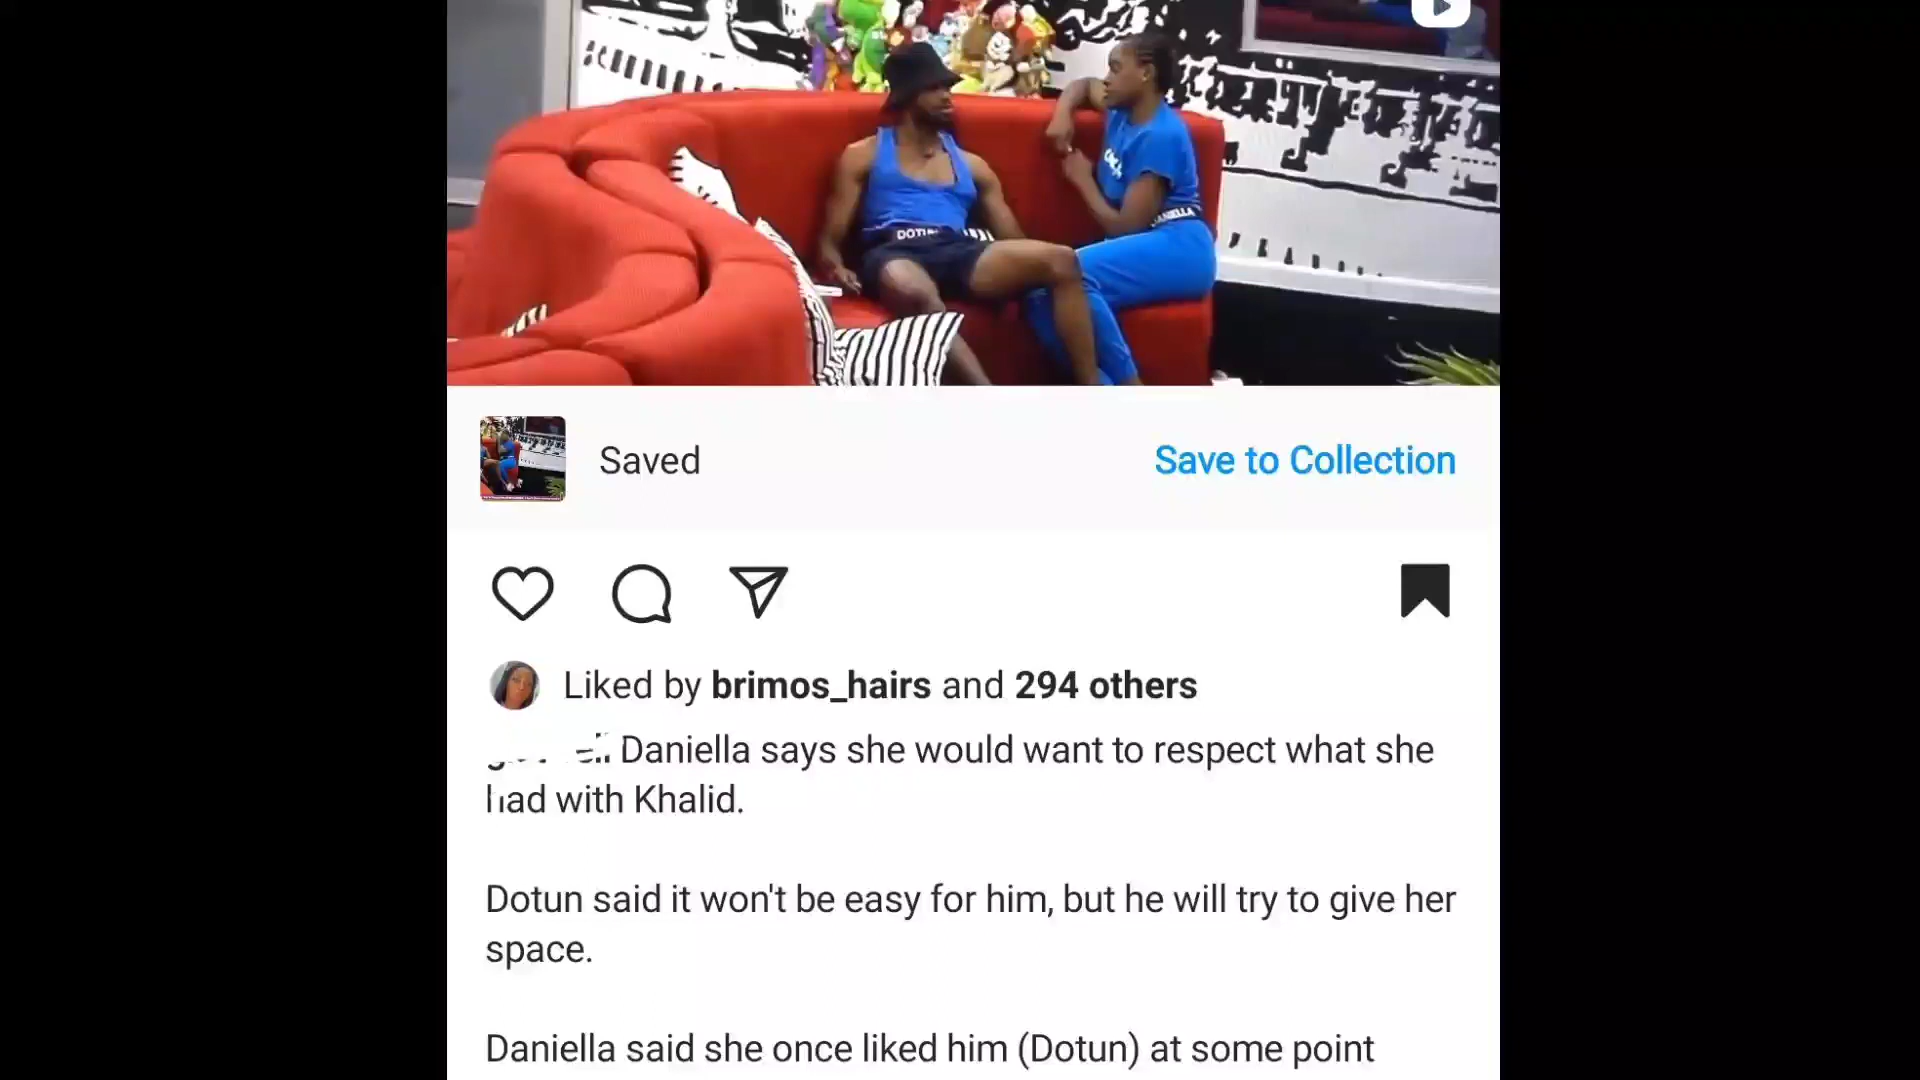 DOTUN
DANIELLA
Saved
Save to Collection
Liked by brimos_hairs and 294 others
Daniella says she would want to respect what she
had with Khalid.
Dotun said it won't be easy for him, but he will try to give her
space.
Daniella said she once liked him (Dotun) at some point